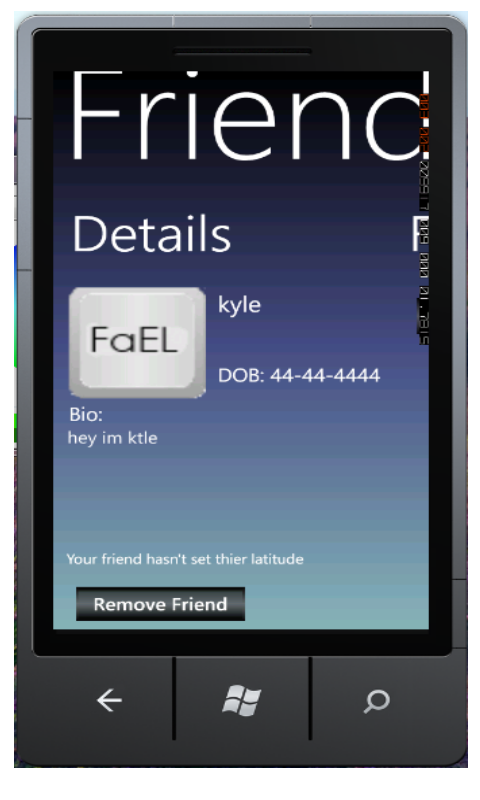 Friend
Details
FaEL
kyle
DOB: 44-44-4444
Bio:
hey im ktle
Your friend hasn't set thier latitude
Remove Friend